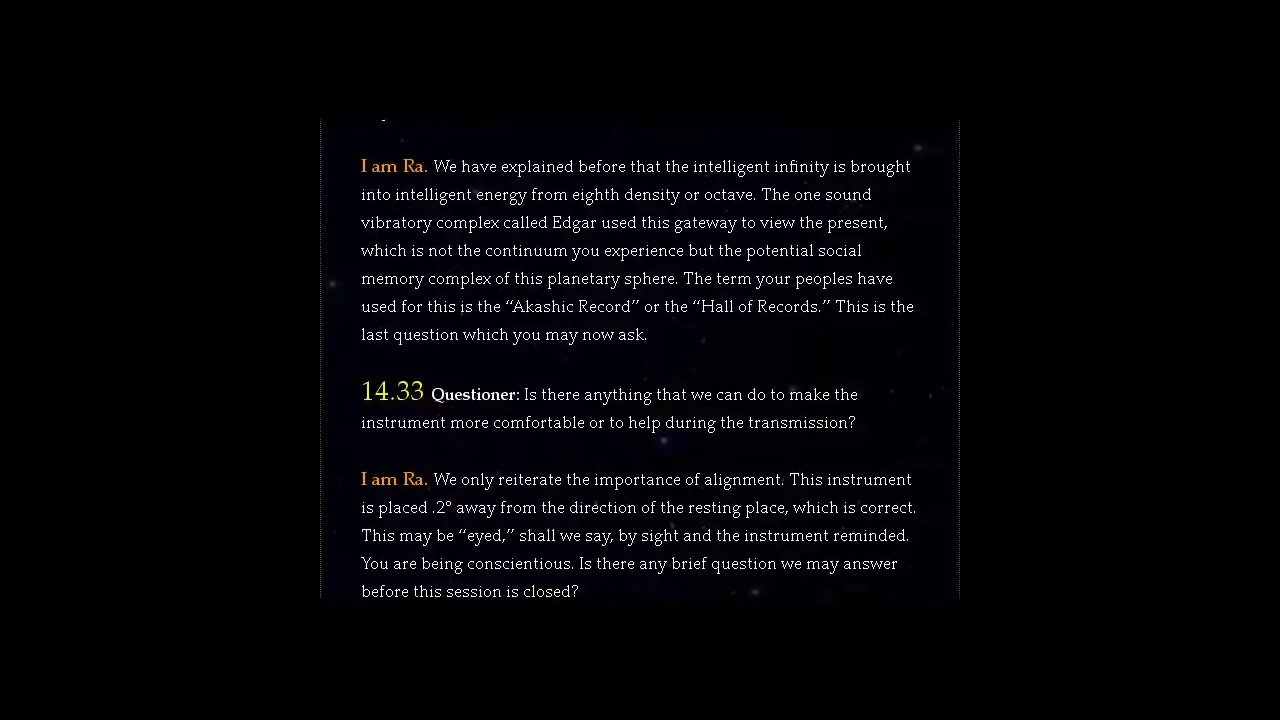 I am Ra. We have explained before that the intelligent infinity is brought
into intelligent energy from eighth density or octave. The one sound
vibratory complex called Edgar used this gateway to view the present,
which is not the continuum you experience but the potential social
memory complex of this planetary sphere. The term your peoples have
used for this is the “Akashic Record” or the “Hall of Records.” This is the
last question which you may now ask.
14.33 Questioner: Is there anything that we can do to make the
instrument more comfortable or to help during the transmission?
I am Ra. We only reiterate the importance of alignment. This instrument
is placed .2° away from the direction of the resting place, which is correct.
This may be “eyed,” shall we say, by sight and the instrument reminded.
You are being conscientious. Is there any brief question we may answer
before this session is closed?